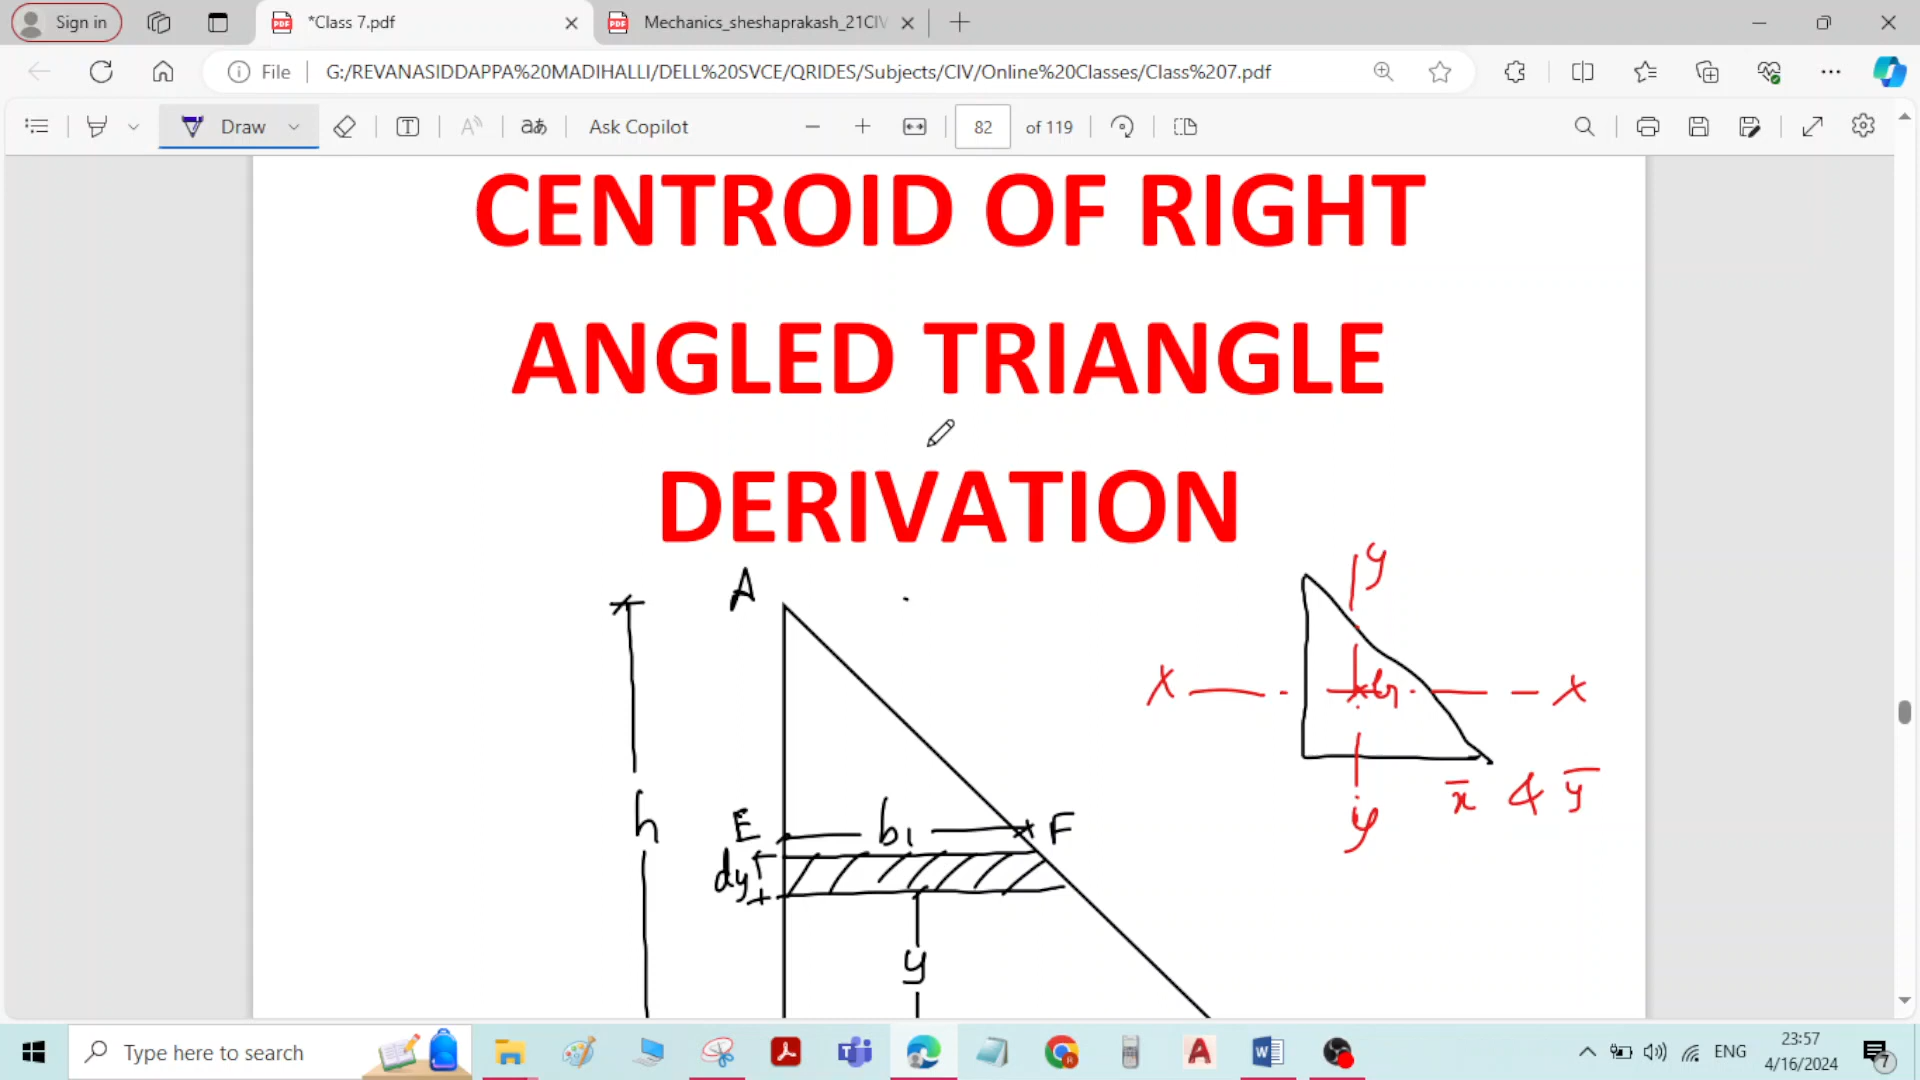 Sign in
*Class 7.pdf
Mechanics_sheshaprakash_21CIV
File
G:/REVANASIDDAPPA%20MADIHALLI/DELL%20SVCE/QRIDES/Subjects/CIV/Online%20Classes/Class%207.pdf
Draw
Ask Copilot
82 of 119
CENTROID OF RIGHT
ANGLED TRIANGLE
DERIVATION
A
y
X
G
X
x̄ & ȳ
y
h
E
b1
F
dy
y
Type here to search
ENG
23:57
4/16/2024
7